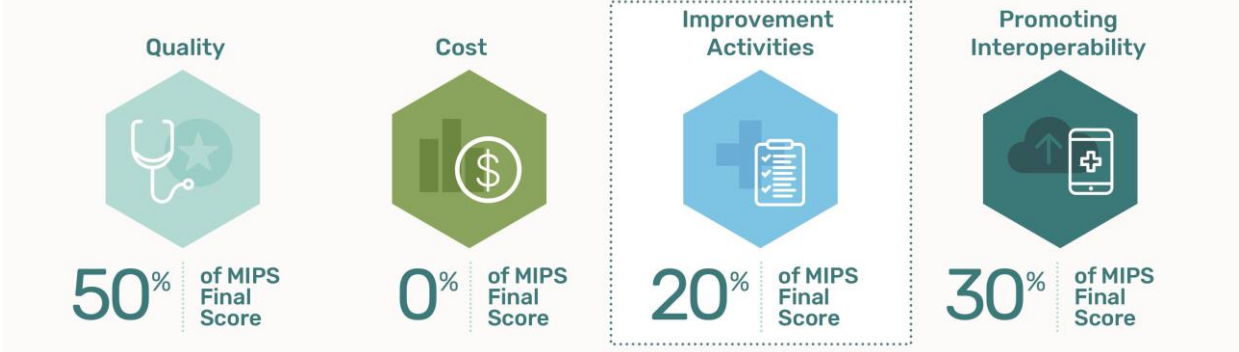 Quality
50% of MIPS
Final
Score
Cost
$
0% of MIPS
Final
Score
Improvement
Activities
20% of MIPS
Final
Score
Promoting
Interoperability
30% of MIPS
Final
Score